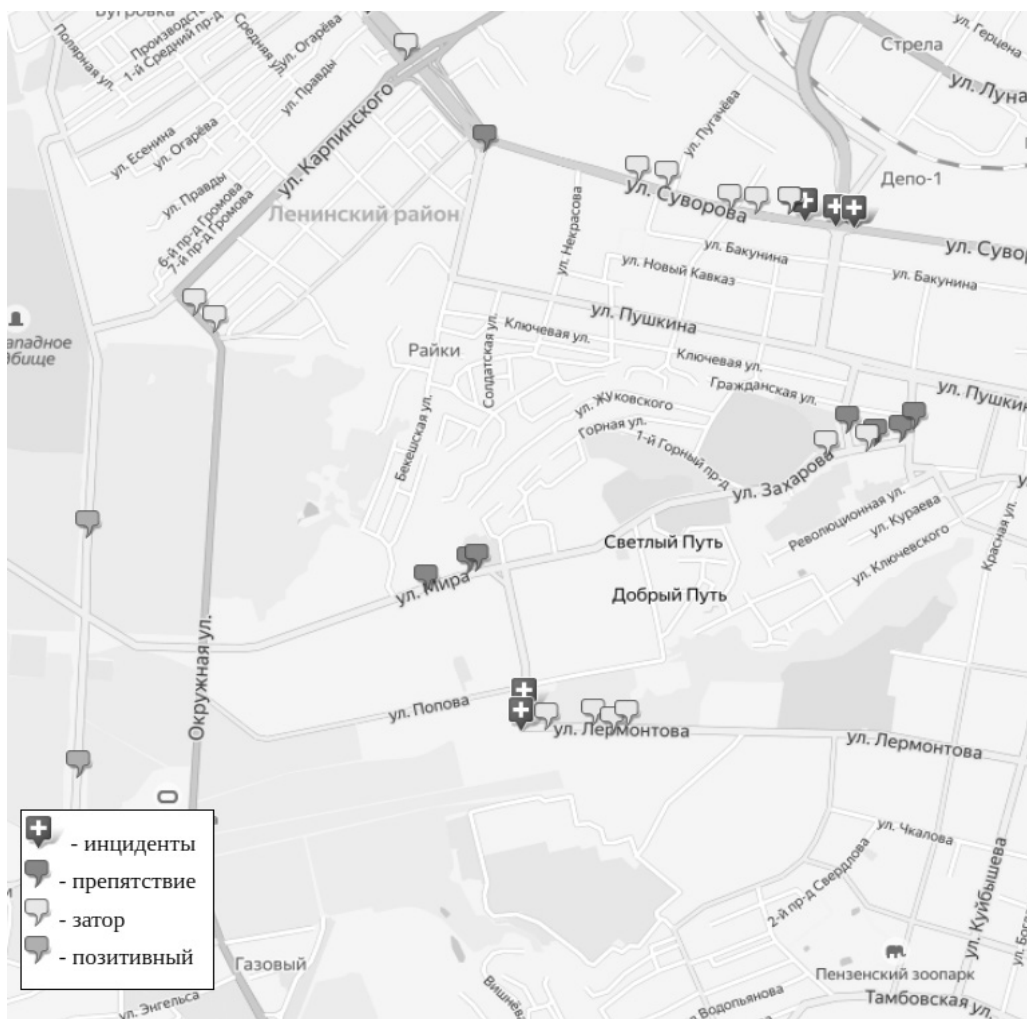 Бугровка
Полярная ул.
Производст
1-й Средний пр-д
Средняя ул.
ул. Огарёва
ул. Правды
ул. Есенина
ул. Огарёва
ул. Правды
6-й пр-д Громова
7-й пр-д Громова
ул. Карпинского
Ленинский район
Стрела
ул. Герцена
ул. Луна
ул. Пугачёва
Депо-1
ул. Суворова
ул. Сувор
ул. Некрасова
ул. Бакунина
ул. Новый Кавказ
ул. Бакунина
ападное
дбище
ул. Пушкина
Ключевая ул.
Райки
Солдатская ул.
Ключевая ул.
Гражданская ул.
ул. Пушкин
ул. Жуковского
Горная ул.
1-й Горный пр-д
Бекешская ул.
ул. Захарова
Революционная ул.
ул. Кураева
ул. Ключевского
Красная ул.
Светлый Путь
Добрый Путь
ул. Мира
Окружная ул.
ул. Попова
ул. Лермонтова
ул. Лермонтова
- инциденты
- препятствие
- затор
- позитивный
ул. Чкалова
2-й пр-д Свердлова
ул. Куйбышева
ул. Бог
Газовый
ул. Энгельса
Вишнёв
Водопьянова
Пензенский зоопарк
Тамбовская ул.